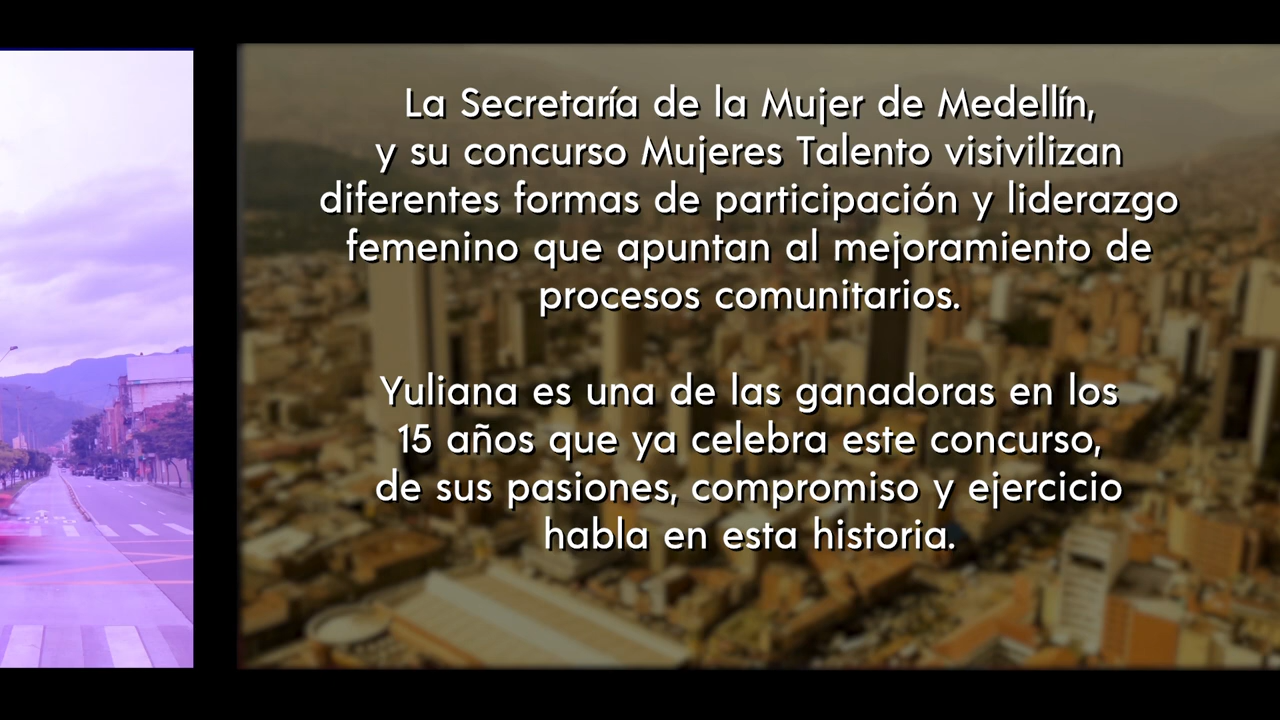 La Secretaría de la Mujer de Medellín,
y su concurso Mujeres Talento visivilizan
diferentes formas de participación y liderazgo
femenino que apuntan al mejoramiento de
procesos comunitarios.
Yuliana es una de las ganadoras en los
15 años que ya celebra este concurso,
de sus pasiones, compromiso y ejercicio
habla en esta historia.